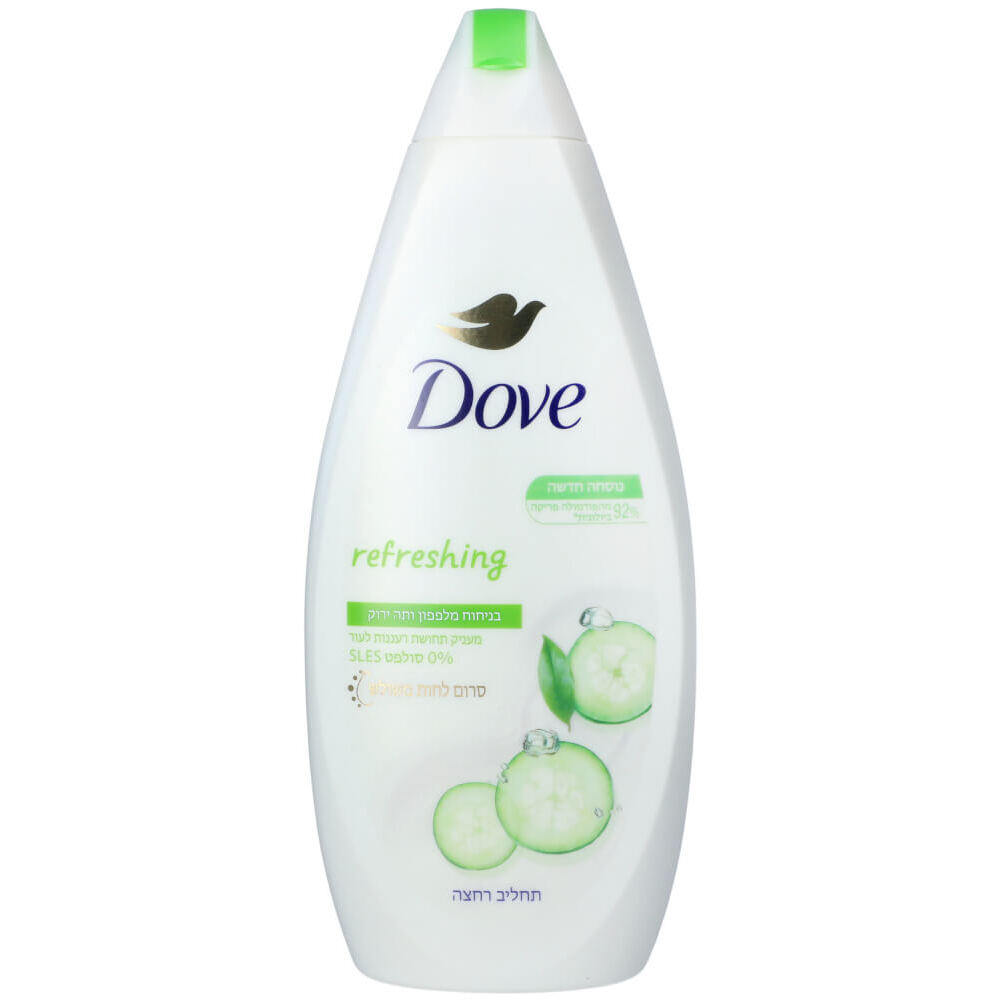 Dove
נוסחה חדשה
92% מהפורמולה פריקה
ביולוגית*
refreshing
בניחוח מלפפון ותה ירוק
מעניק תחושת רעננות לעור
0% סולפט SLES
סרום לחות
תחליב רחצה